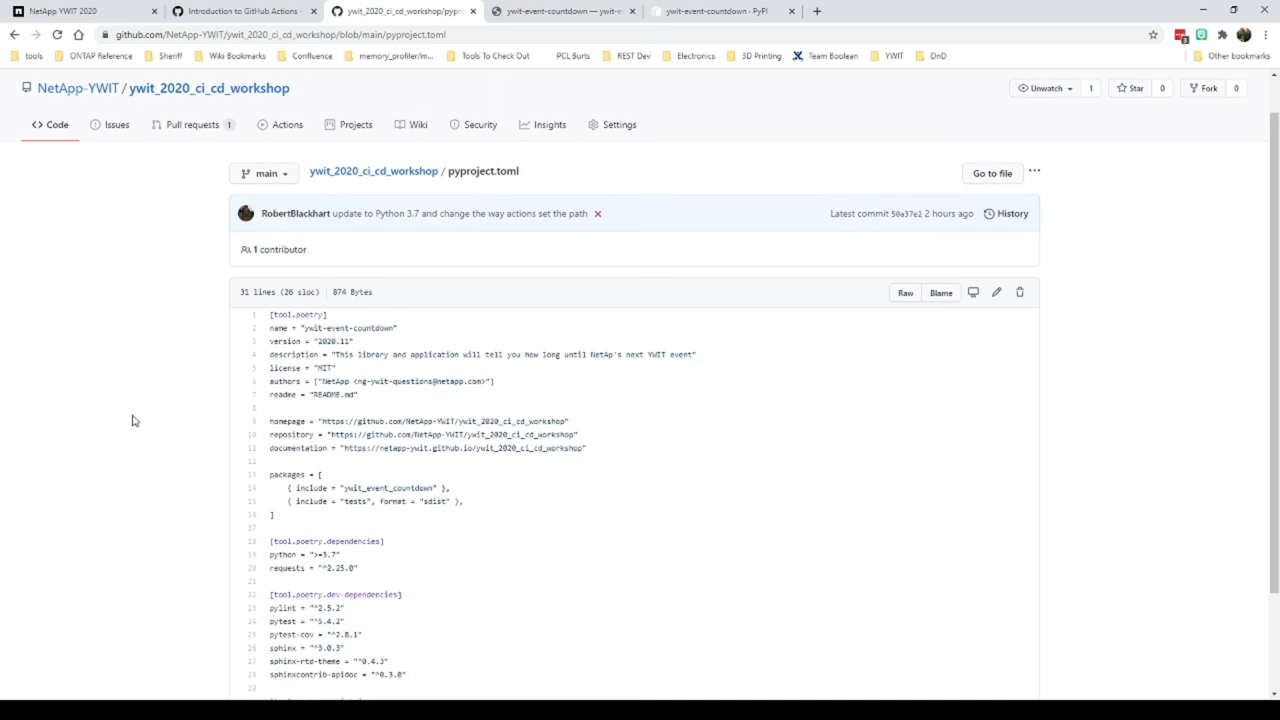 NetApp YWIT 2020
Introduction to GitHub Actions -
ywit_2020_ci_cd_workshop/pypr
ywit-event-countdown — ywit-e
ywit-event-countdown · PyPI
github.com/NetApp-YWIT/ywit_2020_ci_cd_workshop/blob/main/pyproject.toml
tools ONTAP Reference Sheriff Wiki Bookmarks Confluence memory_profiler/m... Tools To Check Out PCL Burts REST Dev Electronics 3D Printing Team Boolean YWIT DnD Other bookmarks
NetApp-YWIT / ywit_2020_ci_cd_workshop
Unwatch 1 Star 0 Fork 0
Code Issues Pull requests 1 Actions Projects Wiki Security Insights Settings
main ywit_2020_ci_cd_workshop / pyproject.toml Go to file ...
RobertBlackhart update to Python 3.7 and change the way actions set the path Latest commit 50a37e2 2 hours ago History
1 contributor
31 lines (26 sloc) 874 Bytes Raw Blame
1 [tool.poetry]
2 name = "ywit-event-countdown"
3 version = "2020.11"
4 description = "This library and application will tell you how long until NetAp's next YWIT event"
5 license = "MIT"
6 authors = ["NetApp <ng-ywit-questions@netapp.com>"]
7 readme = "README.md"
8
9 homepage = "https://github.com/NetApp-YWIT/ywit_2020_ci_cd_workshop"
10 repository = "https://github.com/NetApp-YWIT/ywit_2020_ci_cd_workshop"
11 documentation = "https://netapp-ywit.github.io/ywit_2020_ci_cd_workshop"
12
13 packages = [
14 { include = "ywit_event_countdown" },
15 { include = "tests", format = "sdist" },
16 ]
17
18 [tool.poetry.dependencies]
19 python = ">=3.7"
20 requests = "^2.25.0"
21
22 [tool.poetry.dev-dependencies]
23 pylint = "^2.5.2"
24 pytest = "^5.4.2"
25 pytest-cov = "^2.8.1"
26 sphinx = "^3.0.3"
27 sphinx-rtd-theme = "^0.4.3"
28 sphinxcontrib-apidoc = "^0.3.0"
29